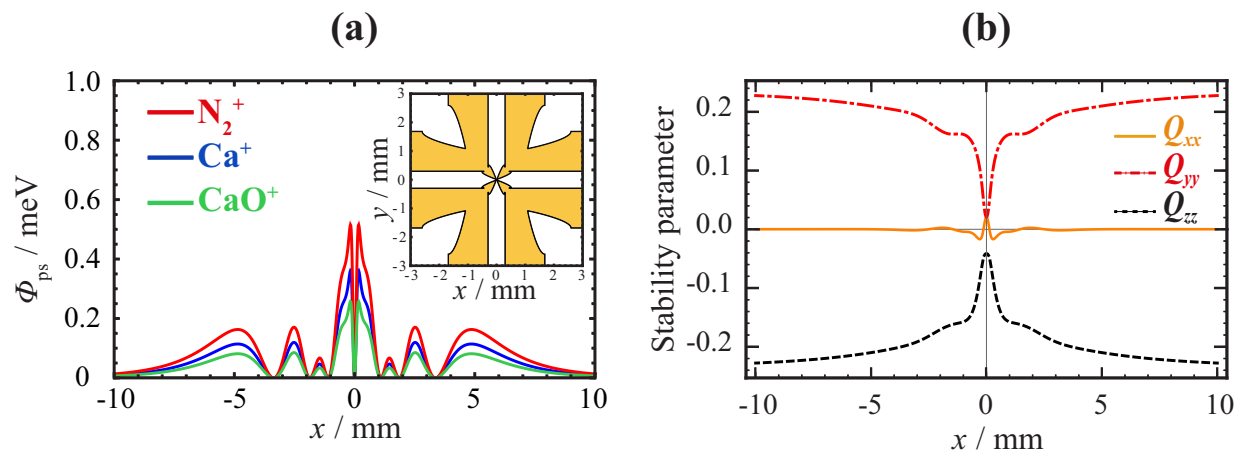 (a)
1.0
0.8
0.6
0.4
0.2
0
Φps / meV
N2+
Ca+
CaO+
3
2
1
0
-1
-2
-3
y / mm
-3 -2 -1 0 1 2 3
x / mm
-10 -5 0 5 10
x / mm
(b)
0.2
0.1
0.0
-0.1
-0.2
Stability parameter
Qxx
Qyy
Qzz
-10 -5 0 5 10
x / mm